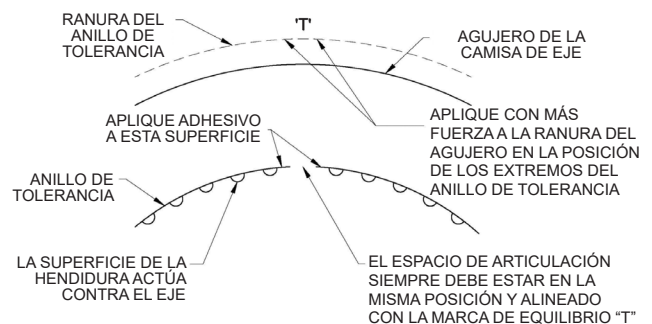 RANURA DEL
ANILLO DE
TOLERANCIA
'T'
AGUJERO DE LA
CAMISA DE EJE
APLIQUE ADHESIVO
A ESTA SUPERFICIE
APLIQUE CON MÁS
FUERZA A LA RANURA DEL
AGUJERO EN LA POSICIÓN
DE LOS EXTREMOS DEL
ANILLO DE TOLERANCIA
ANILLO DE
TOLERANCIA
LA SUPERFICIE DE LA
HENDIDURA ACTÚA
CONTRA EL EJE
EL ESPACIO DE ARTICULACIÓN
SIEMPRE DEBE ESTAR EN LA
MISMA POSICIÓN Y ALINEADO
CON LA MARCA DE EQUILIBRIO “T”